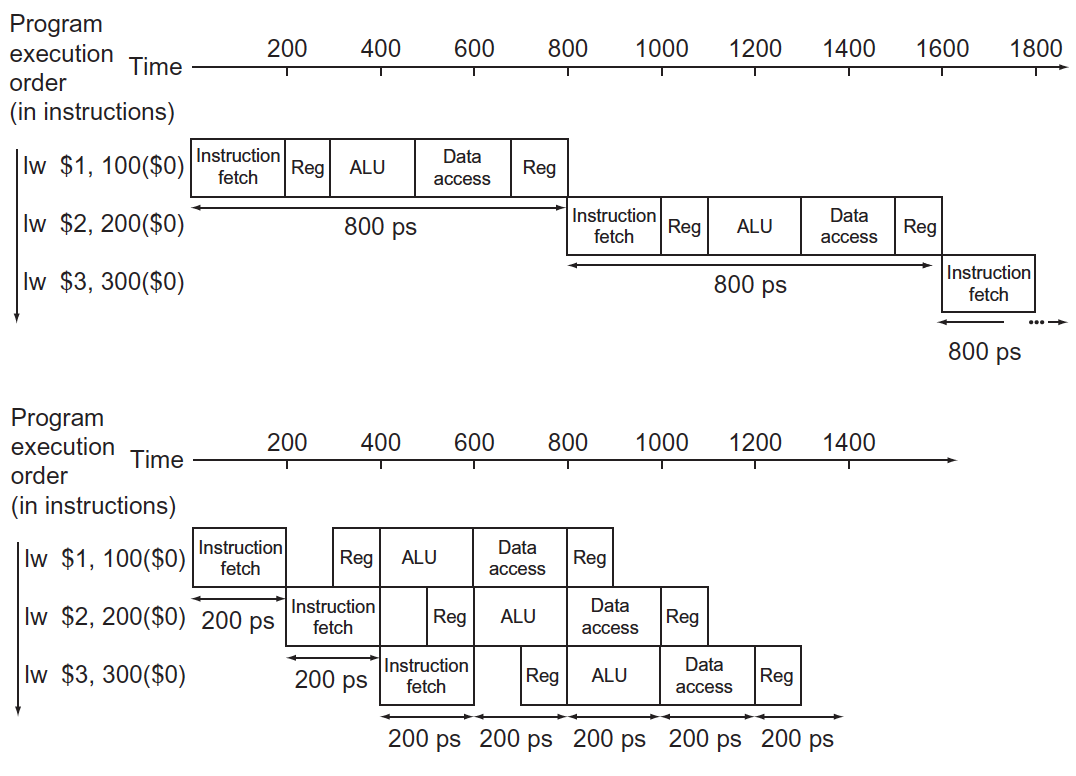 Program
execution
order
(in instructions)
Time
200 400 600 800 1000 1200 1400 1600 1800
lw $1, 100($0)
Instruction
fetch
Reg
ALU
Data
access
Reg
800 ps
lw $2, 200($0)
Instruction
fetch
Reg
ALU
Data
access
Reg
800 ps
lw $3, 300($0)
Instruction
fetch
...
800 ps
Program
execution
order
(in instructions)
Time
200 400 600 800 1000 1200 1400
lw $1, 100($0)
Instruction
fetch
Reg
ALU
Data
access
Reg
200 ps
lw $2, 200($0)
Instruction
fetch
Reg
ALU
Data
access
Reg
200 ps
lw $3, 300($0)
Instruction
fetch
Reg
ALU
Data
access
Reg
200 ps 200 ps 200 ps 200 ps 200 ps